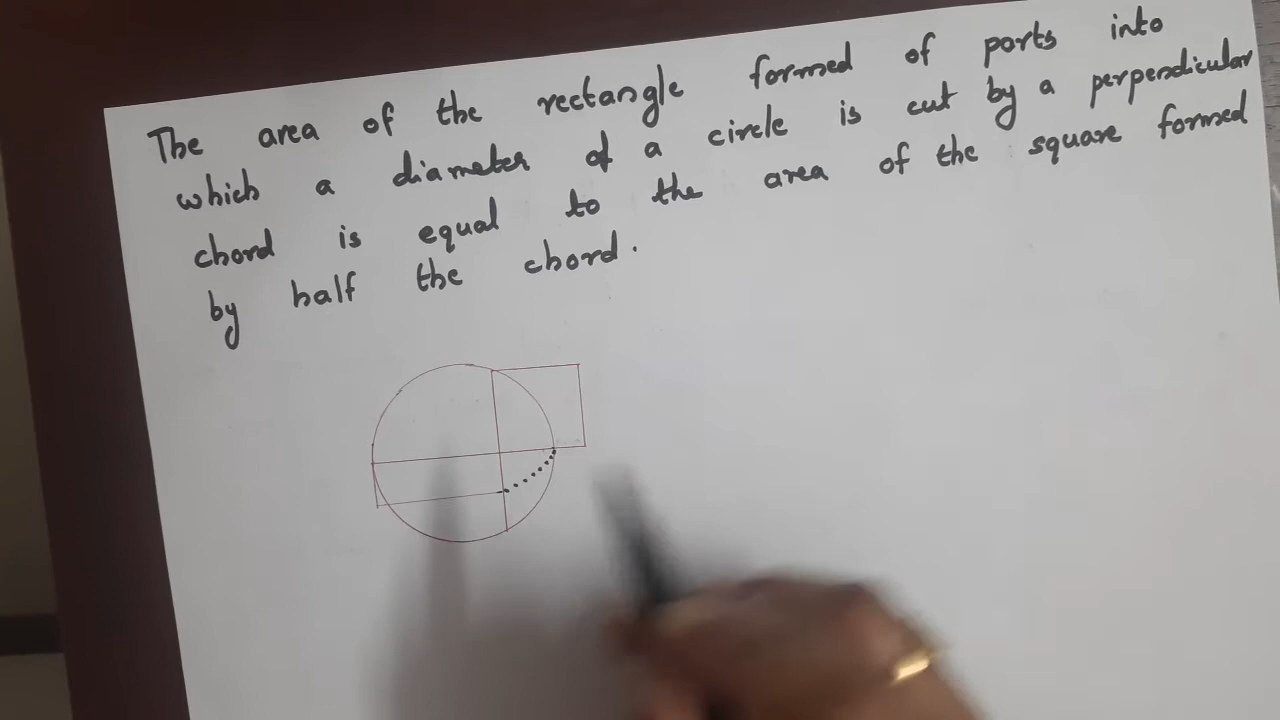 The area of the rectangle formed of ports into
which a diameter of a circle is cut by a perpendicular
chord is equal to the area of the square formed
by half the chord.